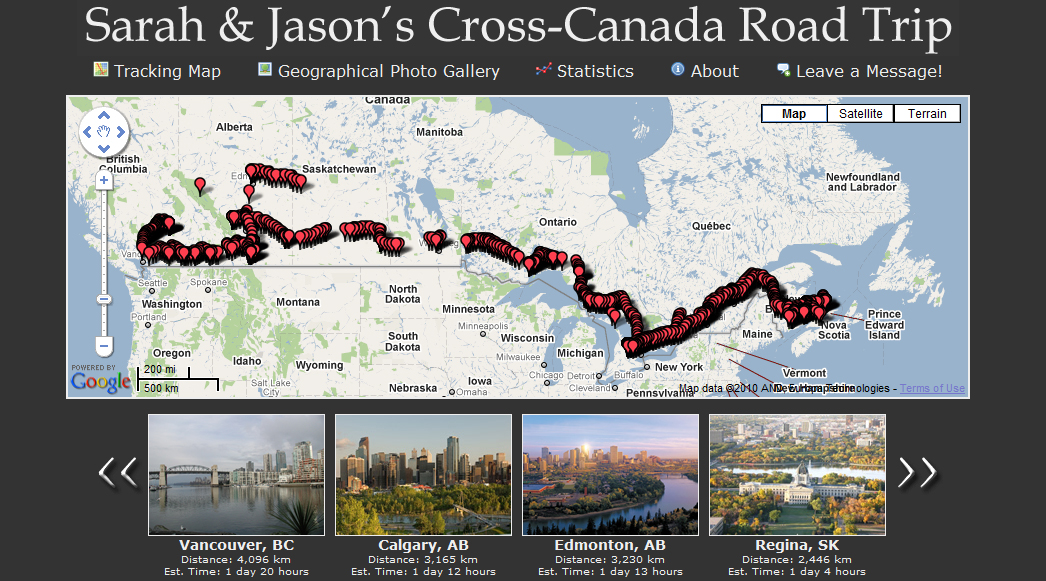 Sarah & Jason's Cross-Canada Road Trip
Tracking Map
Geographical Photo Gallery
Statistics
About
Leave a Message!
Map
Satellite
Terrain
Canada
Alberta
Manitoba
British
Columbia
Saskatchewan
Newfoundland
and Labrador
Ontario
Québec
Seattle
Spokane
Washington
Portland
Montana
North
Dakota
Minnesota
Minneapolis
Prince
Edward
Island
Nova
Scotia
Maine
Oregon
Idaho
Wyoming
South
Dakota
Wisconsin
Milwaukee
Michigan
New York
Vermont
Salt Lake
City
Nebraska
Iowa
Omaha
Chicago
Detroit
Buffalo
Cleveland
Pennsylvania
+
−
POWERED BY
Google
200 mi
500 km
Map data ©2010
Terms of Use
Vancouver, BC
Distance: 4,096 km
Est. Time: 1 day 20 hours
Calgary, AB
Distance: 3,165 km
Est. Time: 1 day 12 hours
Edmonton, AB
Distance: 3,230 km
Est. Time: 1 day 13 hours
Regina, SK
Distance: 2,446 km
Est. Time: 1 day 4 hours